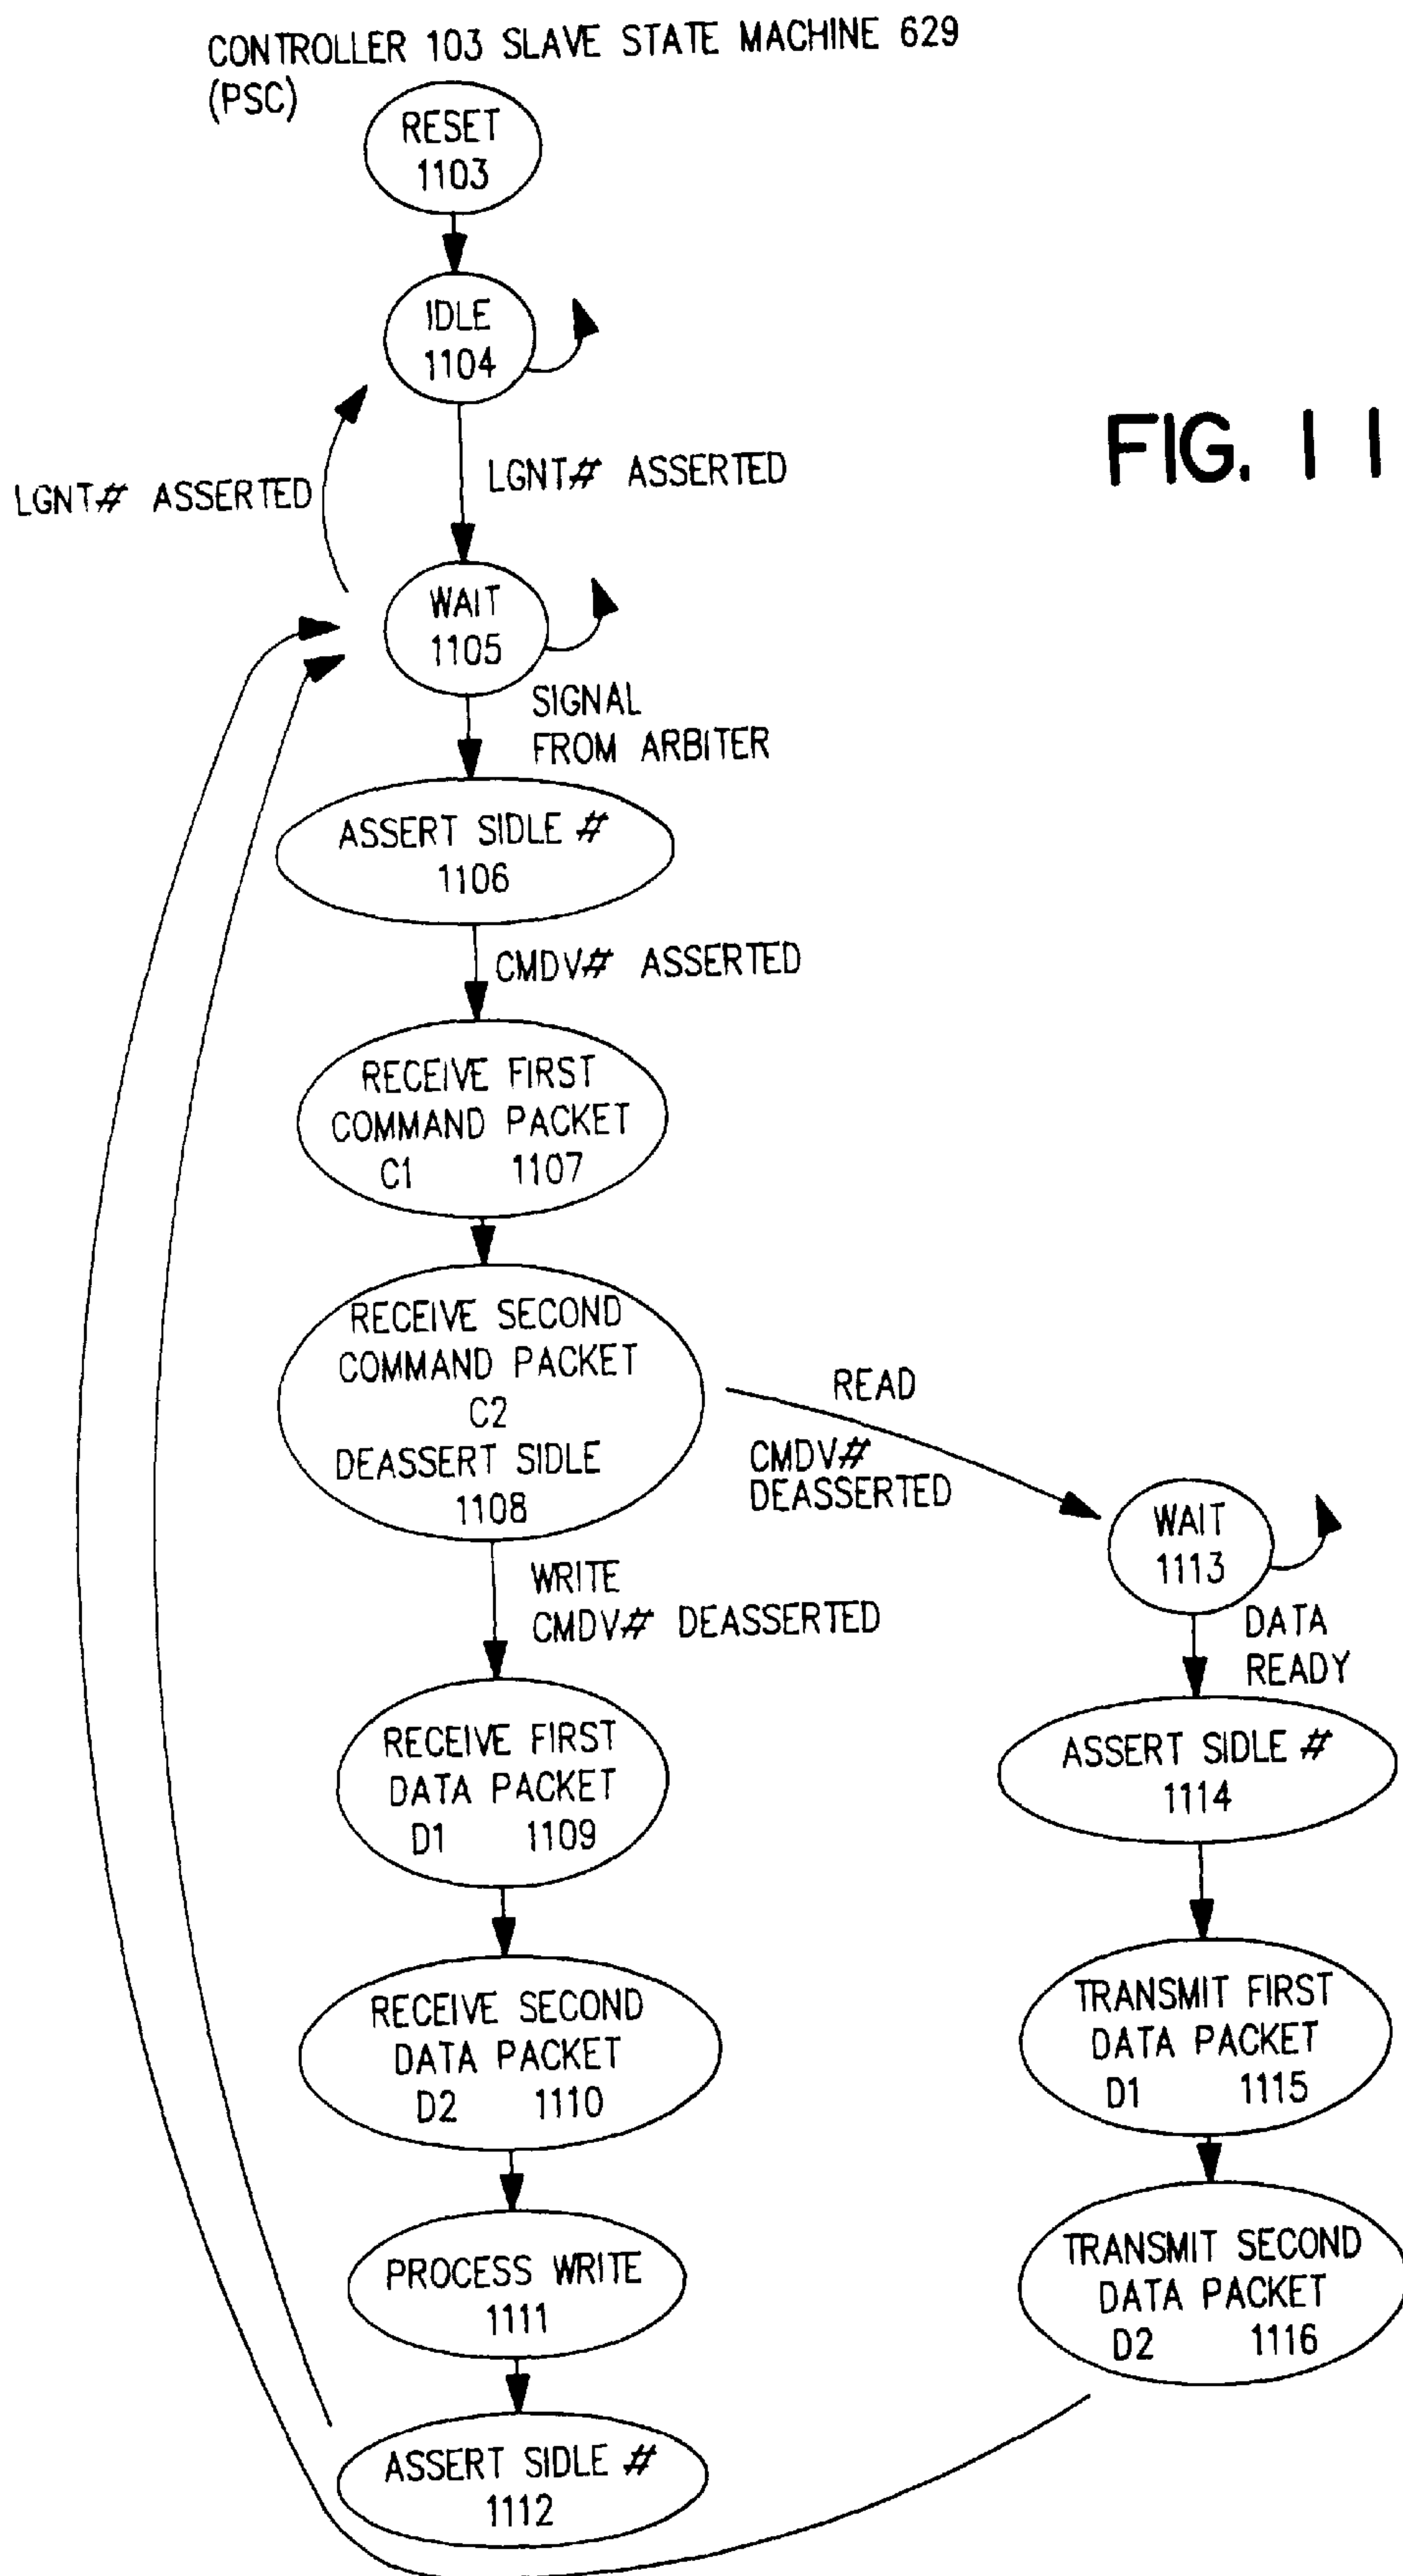 CONTROLLER 103 SLAVE STATE MACHINE 629
(PSC)
RESET
1103
IDLE
1104
LGNT# ASSERTED
LGNT# ASSERTED
FIG. 11
WAIT
1105
SIGNAL
FROM ARBITER
ASSERT SIDLE #
1106
CMDV# ASSERTED
RECEIVE FIRST
COMMAND PACKET
C1 1107
RECEIVE SECOND
COMMAND PACKET
C2
DEASSERT SIDLE
1108
READ
CMDV#
DEASSERTED
WRITE
CMDV# DEASSERTED
WAIT
1113
DATA
READY
RECEIVE FIRST
DATA PACKET
D1 1109
ASSERT SIDLE #
1114
RECEIVE SECOND
DATA PACKET
D2 1110
TRANSMIT FIRST
DATA PACKET
D1 1115
PROCESS WRITE
1111
TRANSMIT SECOND
DATA PACKET
D2 1116
ASSERT SIDLE #
1112